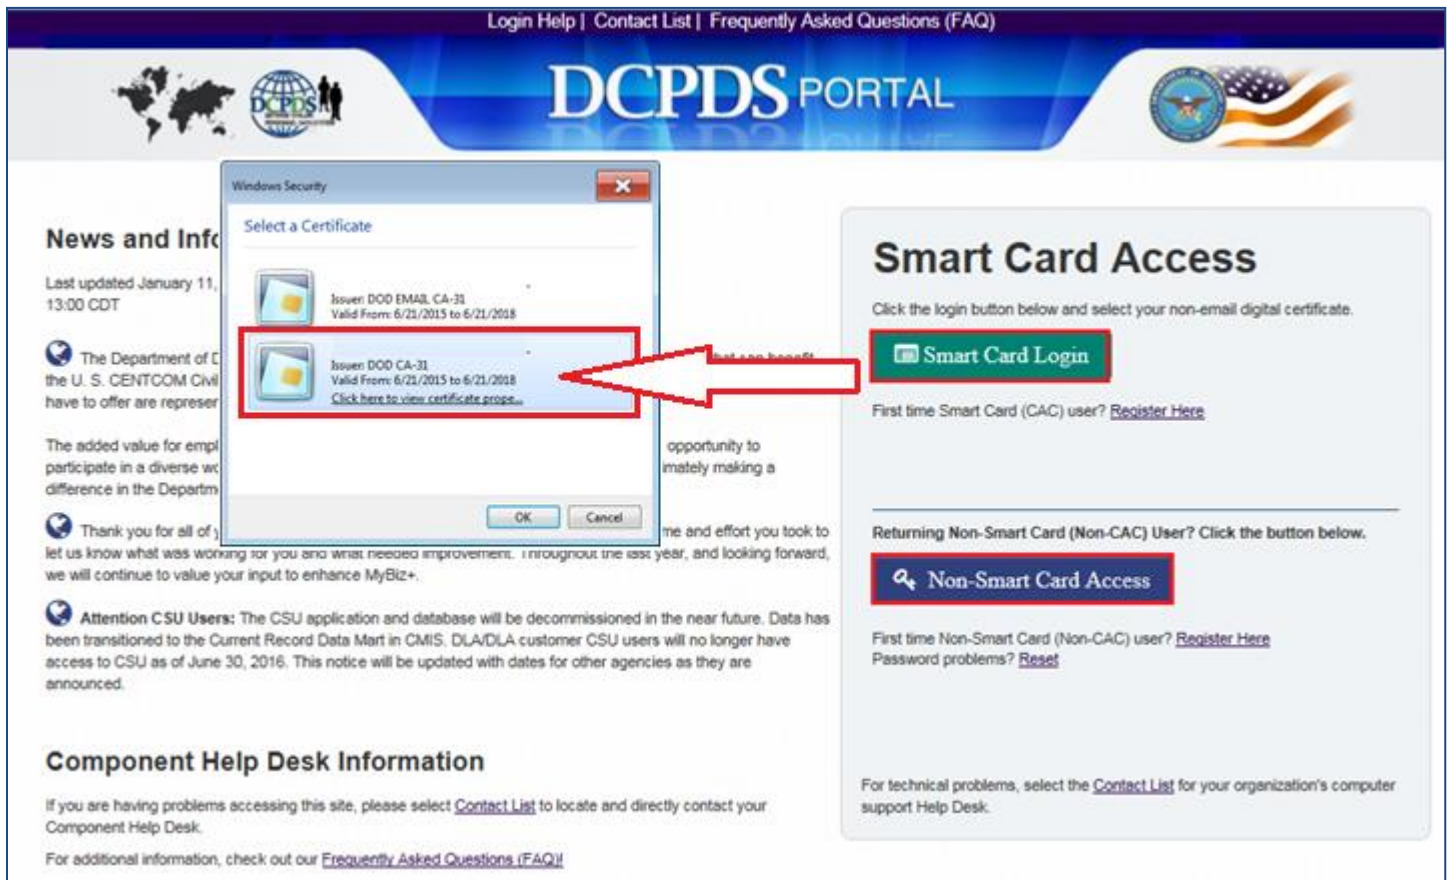 Login Help | Contact List | Frequently Asked Questions (FAQ)
DCPDS
DCPDS PORTAL
Windows Security
Select a Certificate
Issuer: DOD EMAIL CA-31
Valid From: 6/21/2015 to 6/21/2018
Issuer: DOD CA-31
Valid From: 6/21/2015 to 6/21/2018
Click here to view certificate prope...
OK Cancel
News and Info
Last updated January 11,
13:00 CDT
The Department of D that can benefit
the U. S. CENTCOM Civil
have to offer are represen
The added value for empl opportunity to
participate in a diverse wo imately making a
difference in the Departm
Thank you for all of y me and effort you took to
let us know what was working for you and what needed improvement. Throughout the last year, and looking forward,
we will continue to value your input to enhance MyBiz+.
Attention CSU Users: The CSU application and database will be decommissioned in the near future. Data has
been transitioned to the Current Record Data Mart in CMIS. DLA/DLA customer CSU users will no longer have
access to CSU as of June 30, 2016. This notice will be updated with dates for other agencies as they are
announced.
Component Help Desk Information
If you are having problems accessing this site, please select Contact List to locate and directly contact your
Component Help Desk.
For additional information, check out our Frequently Asked Questions (FAQ)!
Smart Card Access
Click the login button below and select your non-email digital certificate.
Smart Card Login
First time Smart Card (CAC) user? Register Here
Returning Non-Smart Card (Non-CAC) User? Click the button below.
Non-Smart Card Access
First time Non-Smart Card (Non-CAC) user? Register Here
Password problems? Reset
For technical problems, select the Contact List for your organization's computer
support Help Desk.